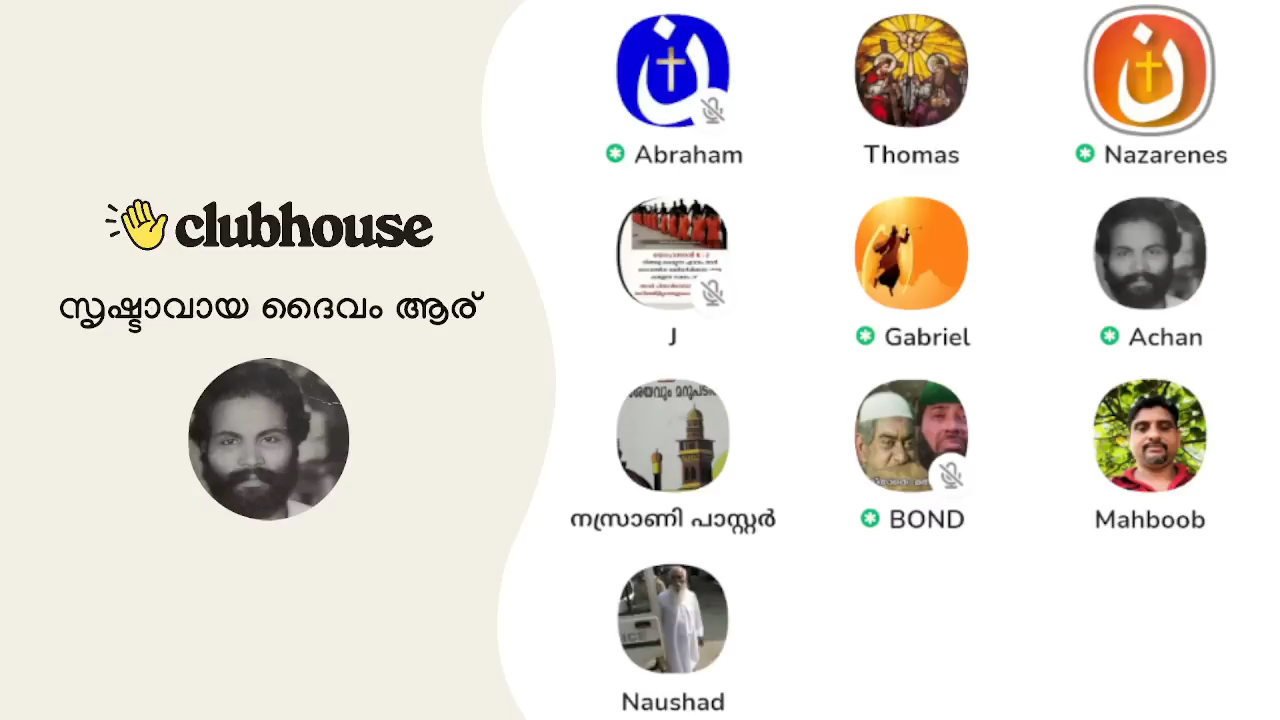 clubhouse
സൃഷ്ടാവായ ദൈവം ആര്
ن
ن
Abraham
Thomas
Nazarenes
J
Gabriel
Achan
നസ്രാണി പാസ്റ്റർ
BOND
Mahboob
Naushad